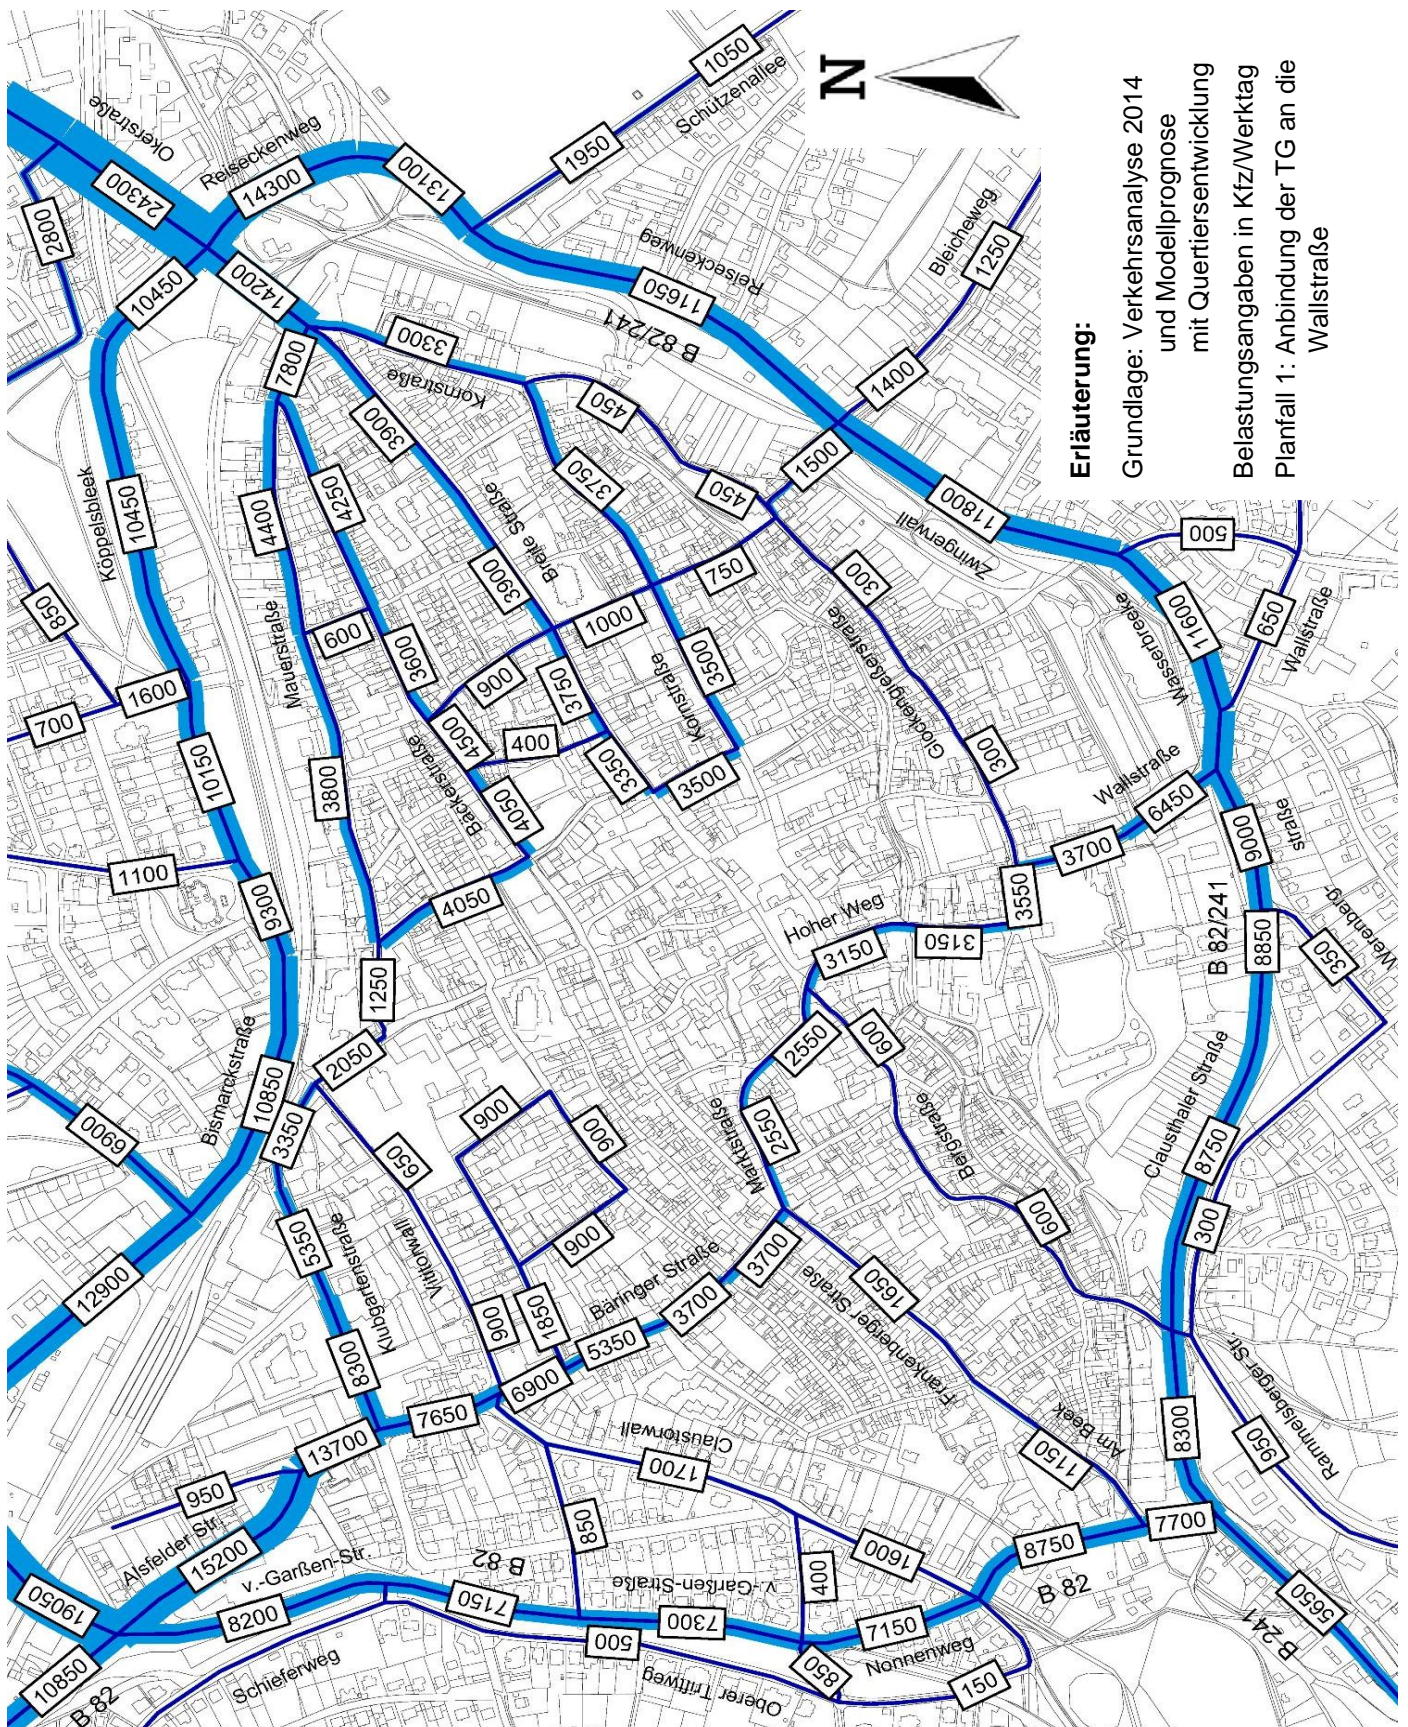 N
Erläuterung:
Grundlage: Verkehrsanalyse 2014
und Modellprognose
mit Quertiersentwicklung
Belastungsangaben in Kfz/Werktag
Planfall 1: Anbindung der TG an die
Wallstraße
10850
B 82
19050
Alsfelder Str.
950
15200
v.-Garßen-Str.
8200
Schieferweg
13700
7650
8300
Klubgartenstraße
5350
3350
2050
12900
6900
Bismarckstraße
10850
9300
1100
10150
1600
700
850
10450
Köppelsbleek
10450
2800
24300
Okerstraße
Reiseckenweg
14300
13100
14200
7800
3300
Kornstraße
1950
Schützenallee
1050
Reiseckenweg
11650
B 82/241
Bleicheweg
1250
1400
1500
450
450
3900
4250
4400
Mauerstraße
600
3600
3800
4500
900
400
Bäckerstraße
4050
4050
1250
Breite Straße
3900
3750
3350
1000
3750
750
3500
3500
Kornstraße
300
Glockengießerstraße
300
Zwingerwall
11800
500
11600
650
Wallstraße
Wasserbreeke
Wallstraße
6450
3700
3550
3150
3150
Hoher Weg
2550
2550
Marktstraße
600
Bergstraße
600
650
Vititorwall
900
900
900
900
1850
6900
5350
Bäringer Straße
3700
3700
1650
Frankenberger Straße
1150
Am Beek
Claustorwall
1700
850
B 82
7150
v.-Garßen-Straße
7300
500
Oberer Triftweg
400
1600
850
7150
Nonnenweg
150
8750
B 82
7700
8300
5650
B 241
950
Rammelsberger Str.
300
8750
Clausthaler Straße
8850
B 82/241
9000
350
Werenberg-
straße